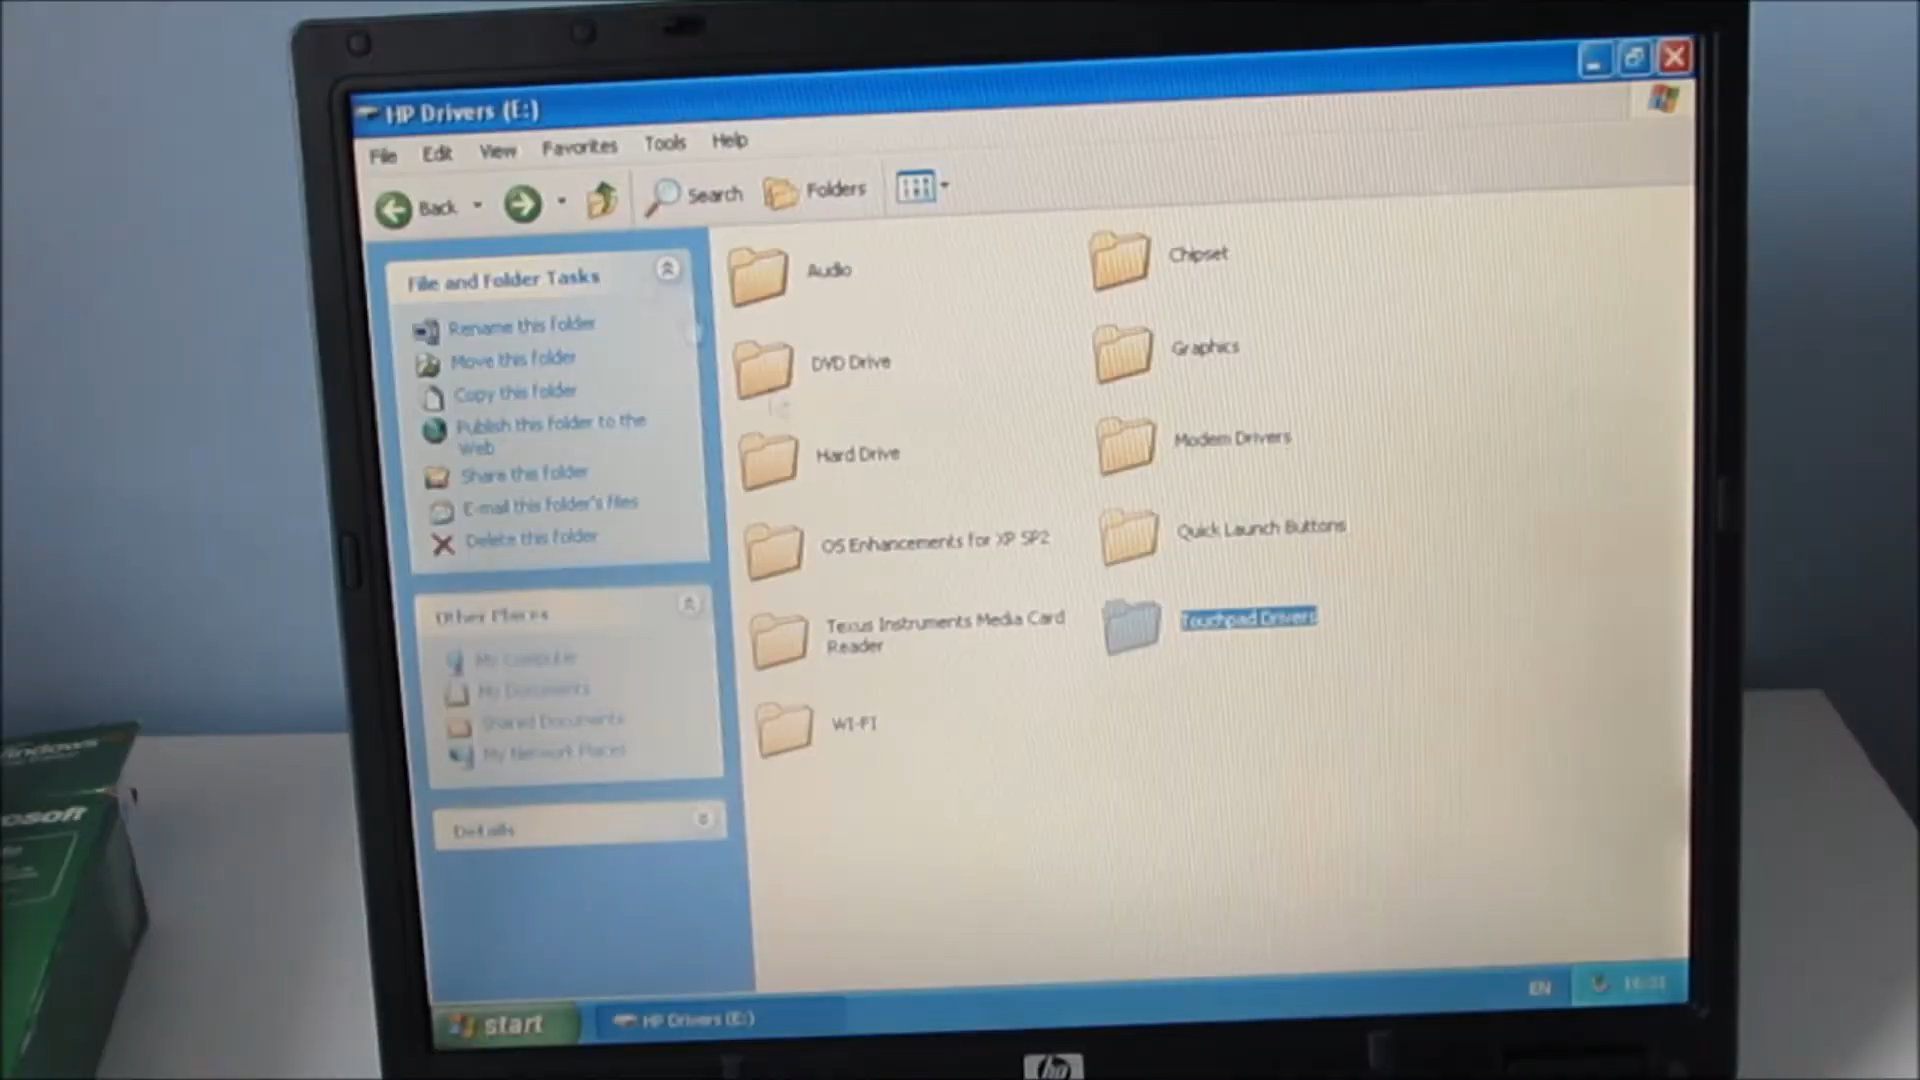 HP Drivers (E:)
File Edit View Favorites Tools Help
Back Search Folders
File and Folder Tasks
Rename this folder
Move this folder
Copy this folder
Publish this folder to the
Web
Share this folder
E-mail this folder's files
Delete this folder
Other Places
My Computer
My Documents
Shared Documents
My Network Places
Details
Audio
Chipset
DVD Drive
Graphics
Hard Drive
Modem Drivers
OS Enhancements for XP SP2
Quick Launch Buttons
Texus Instruments Media Card
Reader
Touchpad Drivers
WI-FI
start
HP Drivers (E:)
EN
hp
indows
osoft